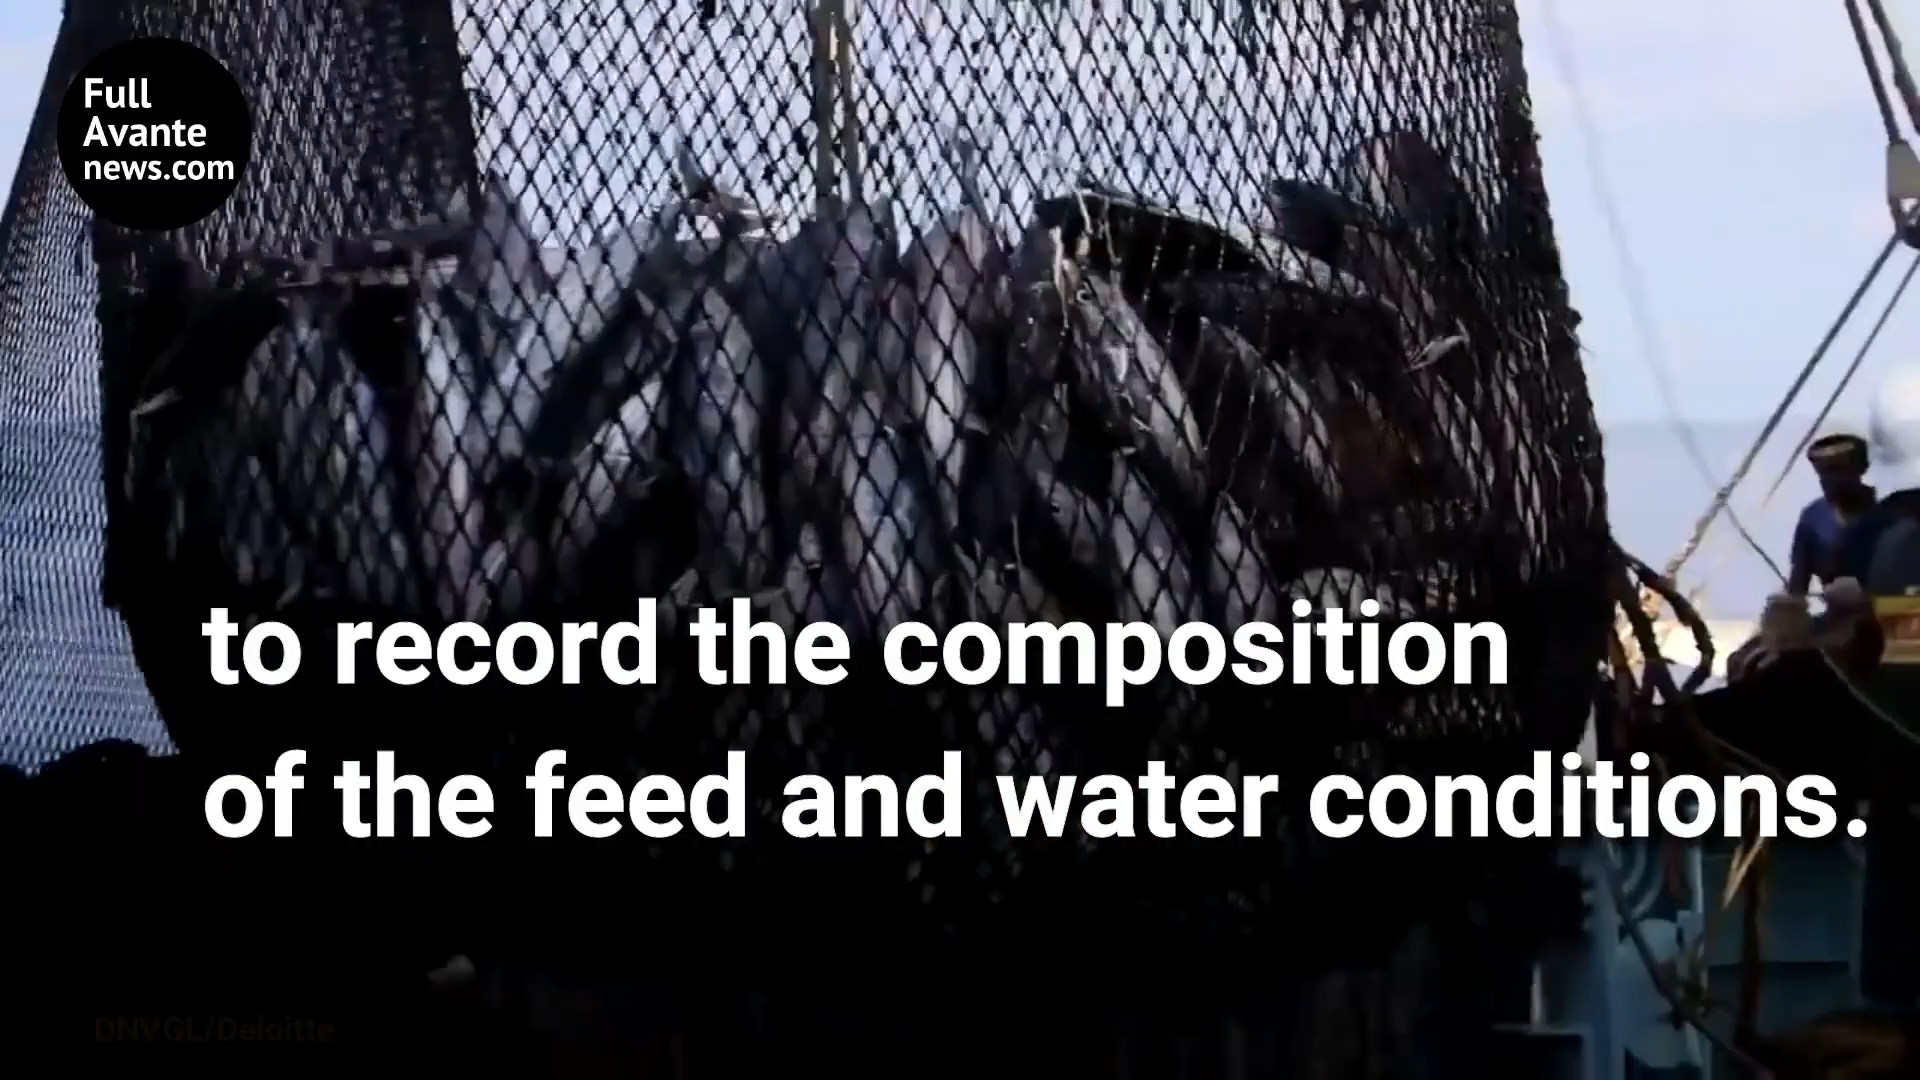 Full
Avante
news.com
to record the composition
of the feed and water conditions.
DNVGL/Deloitte